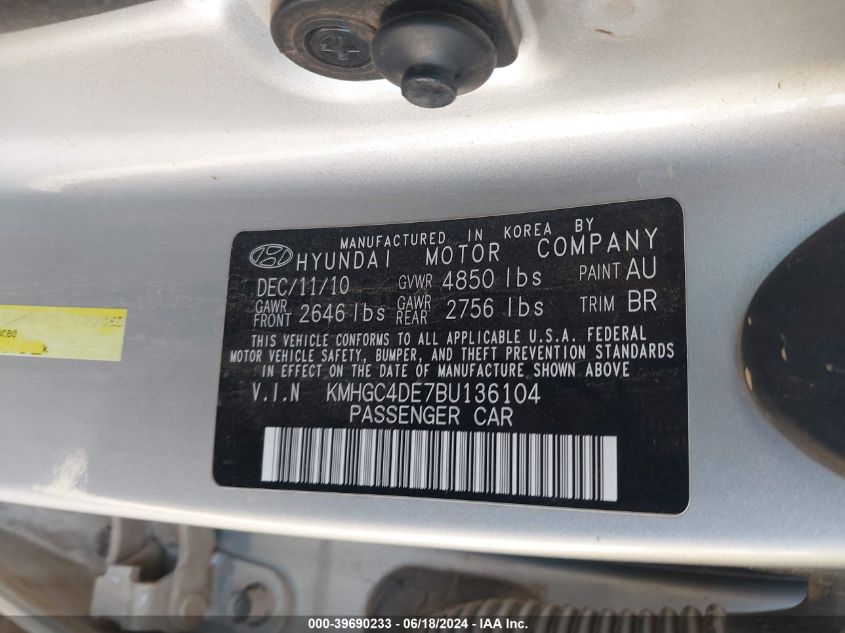 MANUFACTURED IN KOREA BY
HYUNDAI MOTOR COMPANY
DEC/11/10 GVWR 4850 lbs PAINT AU
GAWR FRONT 2646 lbs GAWR REAR 2756 lbs TRIM BR
THIS VEHICLE CONFORMS TO ALL APPLICABLE U.S.A. FEDERAL
MOTOR VEHICLE SAFETY, BUMPER, AND THEFT PREVENTION STANDARDS
IN EFFECT ON THE DATE OF MANUFACTURE SHOWN ABOVE
V.I.N KMHGC4DE7BU136104
PASSENGER CAR
000-39690233 - 06/18/2024 - IAA Inc.